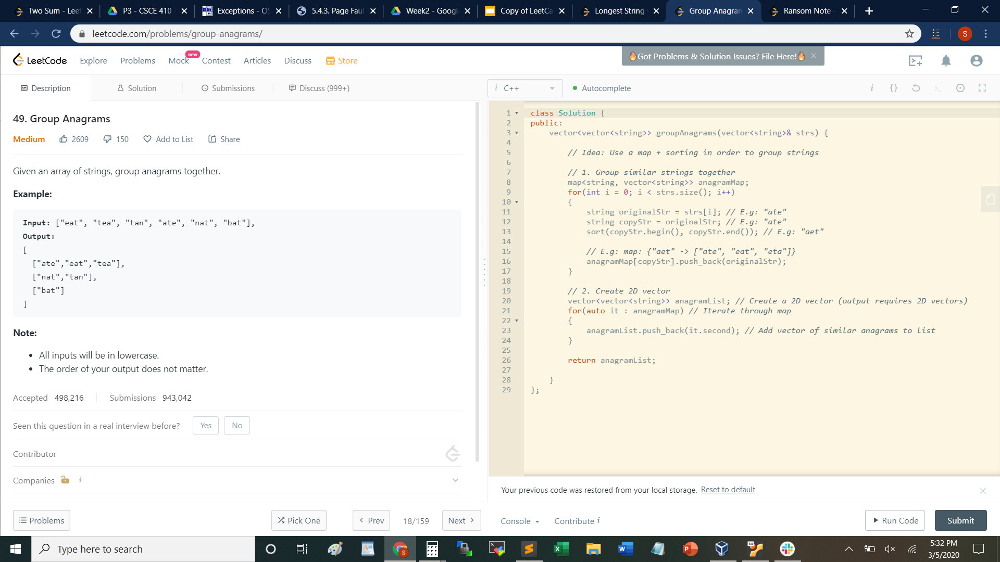 Two Sum - Leet
P3 - CSCE 410 -
Exceptions - OS
5.4.3. Page Faul
Week2 - Googl
Copy of LeetCa
Longest String
Group Anagram
Ransom Note -
leetcode.com/problems/group-anagrams/
S
LeetCode
Explore
Problems
Mock
new
Contest
Articles
Discuss
Store
🔥Got Problems & Solution Issues? File Here!🔥
Description
Solution
Submissions
Discuss (999+)
i C++
Autocomplete
i {}
49. Group Anagrams
Medium 2609 150 Add to List Share
Given an array of strings, group anagrams together.
Example:
Input: ["eat", "tea", "tan", "ate", "nat", "bat"],
Output:
[
["ate","eat","tea"],
["nat","tan"],
["bat"]
]
Note:
• All inputs will be in lowercase.
• The order of your output does not matter.
Accepted 498,216 Submissions 943,042
Seen this question in a real interview before? Yes No
Contributor
Companies i
Problems
Pick One
Prev
18/159
Next
1 class Solution {
2 public:
3 vector<vector<string>> groupAnagrams(vector<string>& strs) {
4
5 // Idea: Use a map + sorting in order to group strings
6
7 // 1. Group similar strings together
8 map<string, vector<string>> anagramMap;
9 for(int i = 0; i < strs.size(); i++)
10 {
11 string originalStr = strs[i]; // E.g: "ate"
12 string copyStr = originalStr; // E.g: "ate"
13 sort(copyStr.begin(), copyStr.end()); // E.g: "aet"
14
15 // E.g: map: {"aet" -> ["ate", "eat", "eta"]}
16 anagramMap[copyStr].push_back(originalStr);
17 }
18
19 // 2. Create 2D vector
20 vector<vector<string>> anagramList; // Create a 2D vector (output requires 2D vectors)
21 for(auto it : anagramMap) // Iterate through map
22 {
23 anagramList.push_back(it.second); // Add vector of similar anagrams to list
24 }
25
26 return anagramList;
27
28 }
29 };
Your previous code was restored from your local storage. Reset to default
Console
Contribute i
Run Code
Submit
Type here to search
5:32 PM
3/5/2020